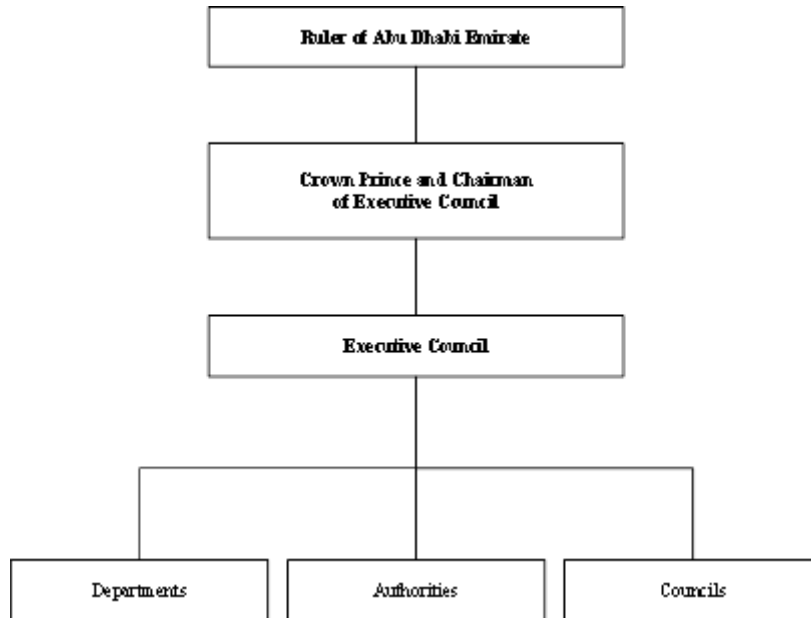 Ruler of Abu Dhabi Emirate
Crown Prince and Chairman
of Executive Council
Executive Council
Departments
Authorities
Councils